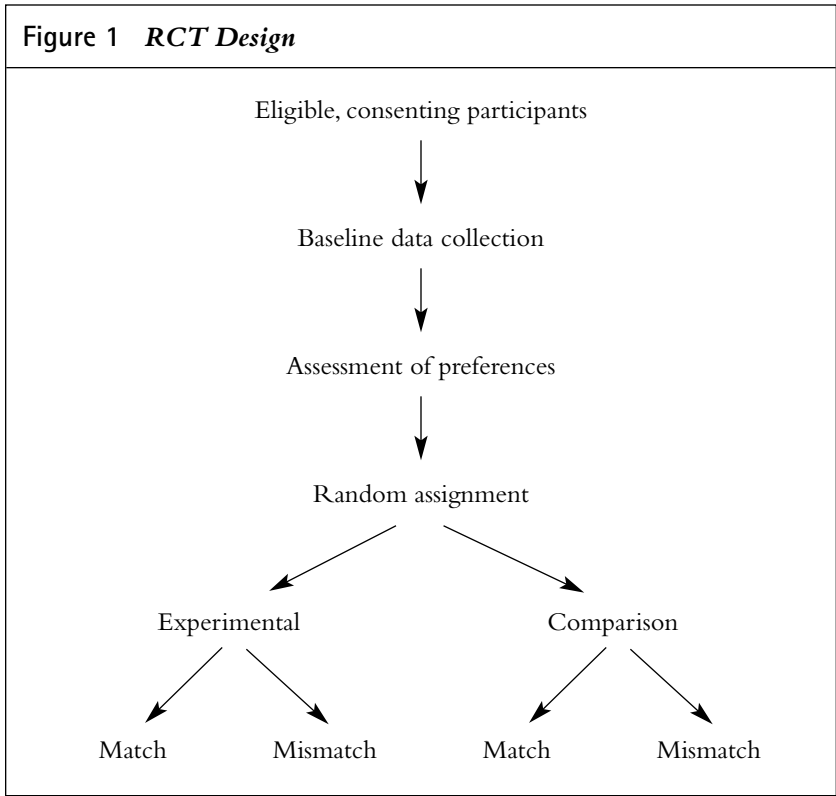 Figure 1 RCT Design
Eligible, consenting participants
Baseline data collection
Assessment of preferences
Random assignment
Experimental Comparison
Match Mismatch Match Mismatch